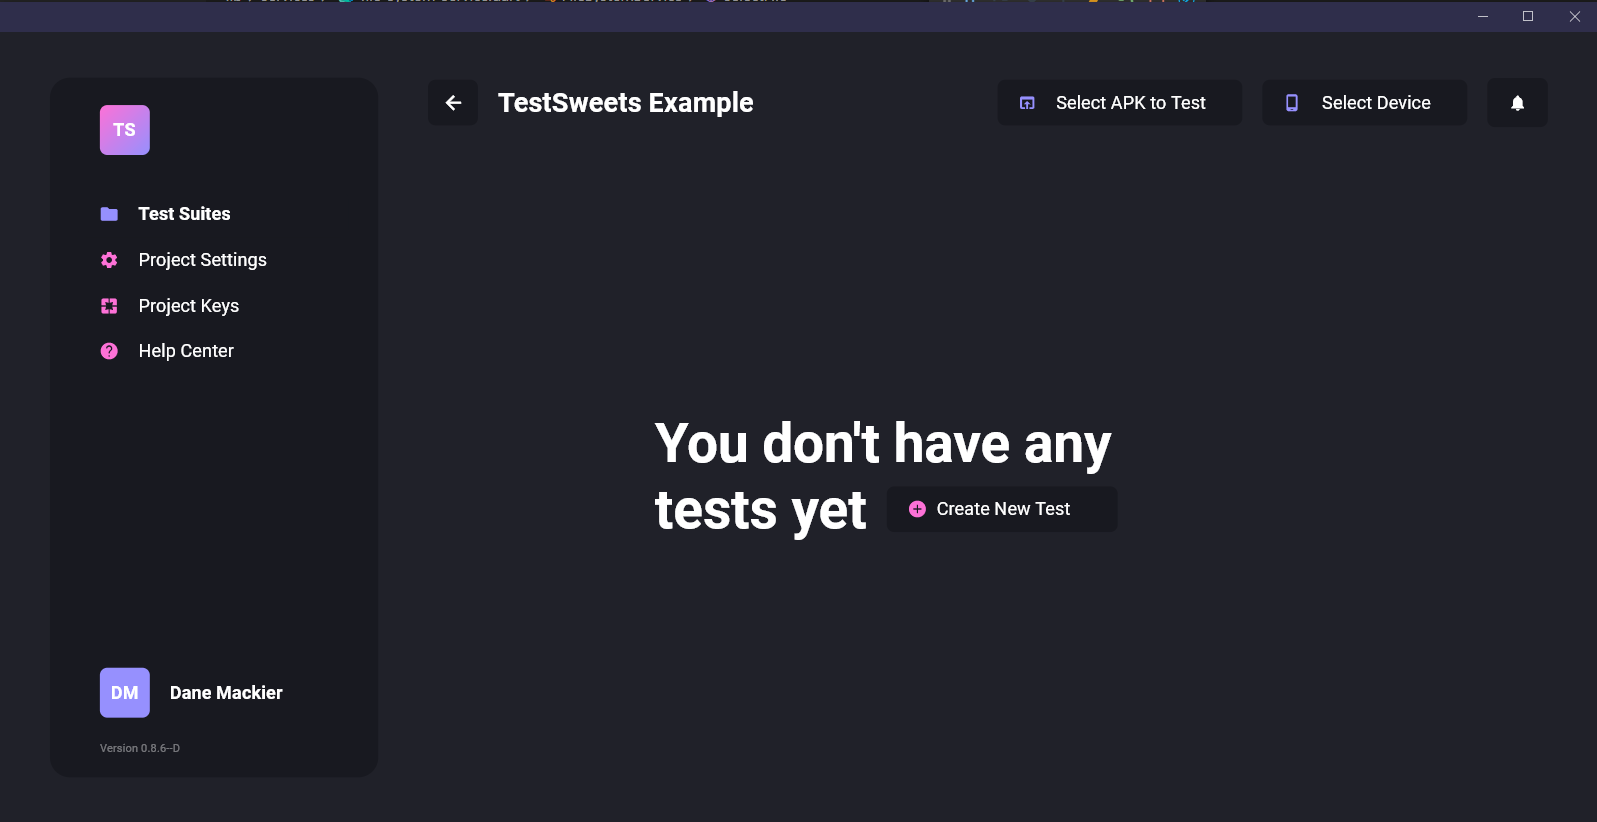 TS
TestSweets Example
Select APK to Test
Select Device
Test Suites
Project Settings
Project Keys
Help Center
You don't have any
tests yet
Create New Test
DM
Dane Mackier
Version 0.8.6--D